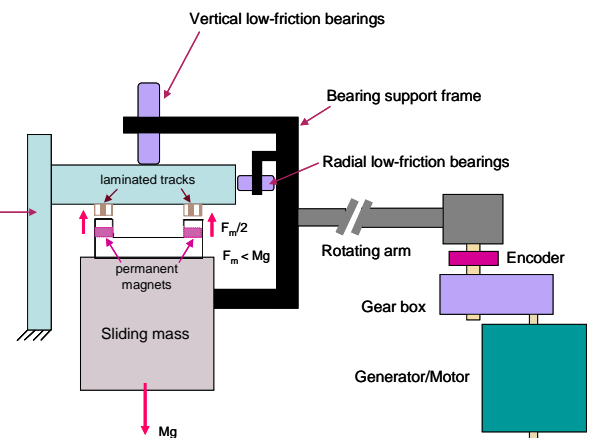 Vertical low-friction bearings
Bearing support frame
laminated tracks
Radial low-friction bearings
Fm/2
Fm < Mg
permanent
magnets
Rotating arm
Encoder
Gear box
Sliding mass
Generator/Motor
Mg